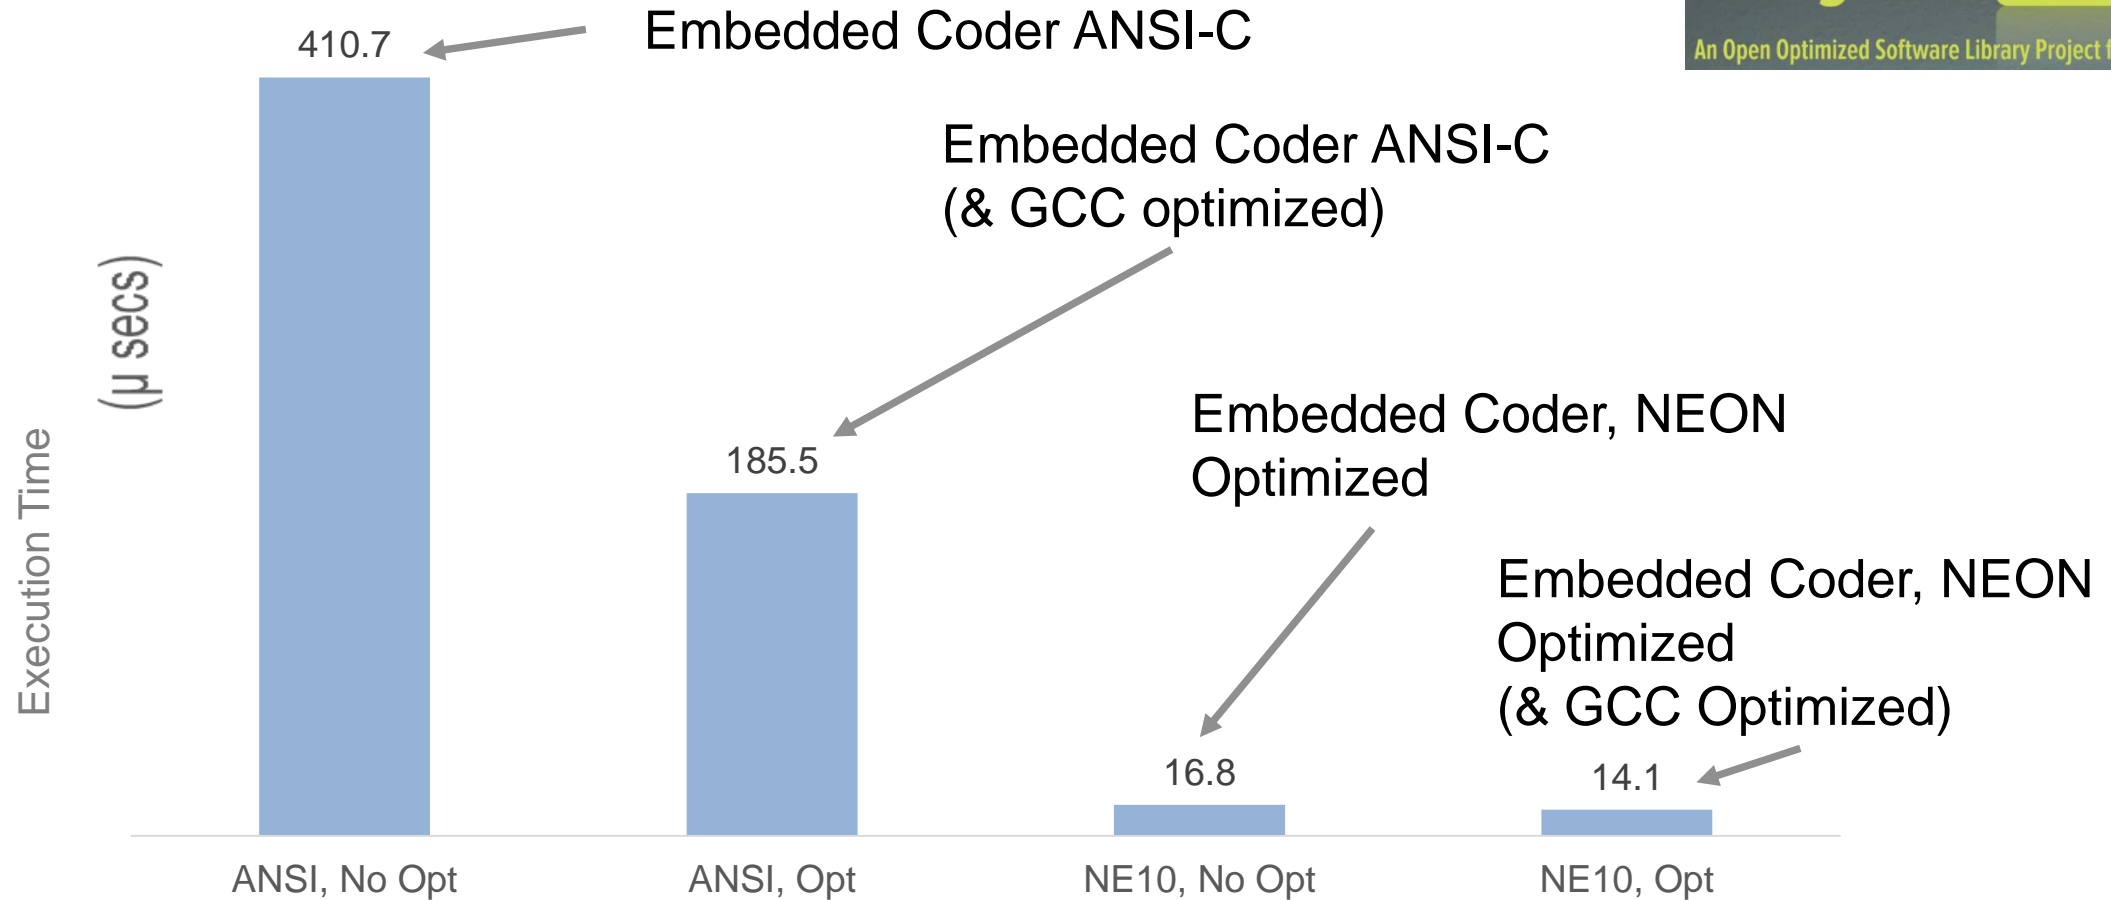 Embedded Coder ANSI-C
An Open Optimized Software Library Project
410.7
Embedded Coder ANSI-C
(& GCC optimized)
(µ secs)
Execution Time
185.5
Embedded Coder, NEON
Optimized
16.8
Embedded Coder, NEON
Optimized
(& GCC Optimized)
14.1
ANSI, No Opt
ANSI, Opt
NE10, No Opt
NE10, Opt